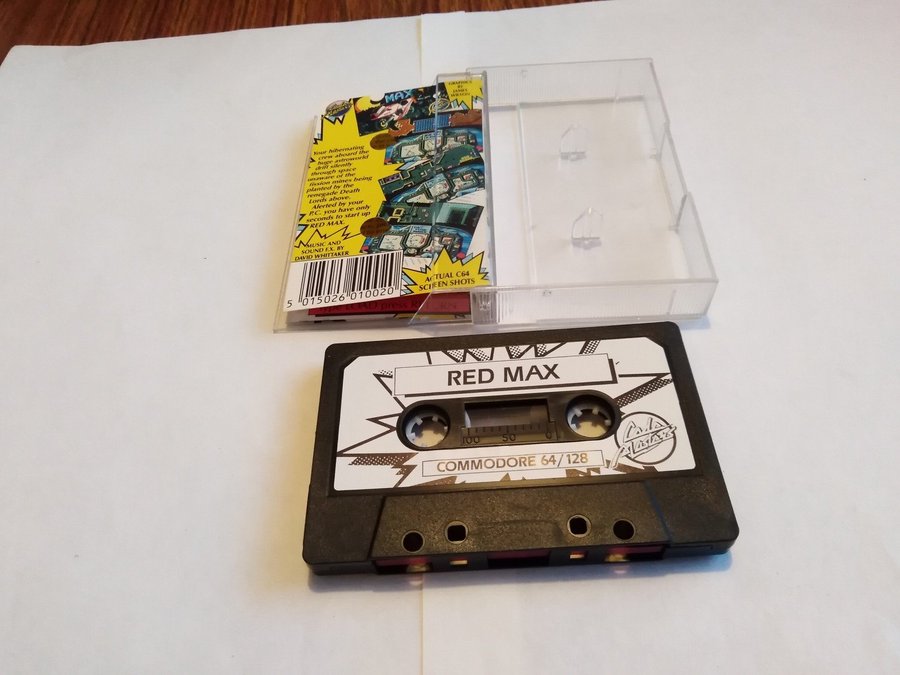 MAX
GRAPHICS
BY
JAMES
WILSON
Your hibernating
crew aboard the
huge astroworld
drift silently
through space
unaware of the
fission mines being
planted by the
renegade Death
Lords above.
Alerted by your
P.C. you have only
seconds to start up
RED MAX.
MUSIC AND
SOUND F.X. BY
DAVID WHITTAKER
ACTUAL C64
SCREEN SHOTS
5 015026 010020
RED MAX
100 50 0
Code
Masters
COMMODORE 64/128